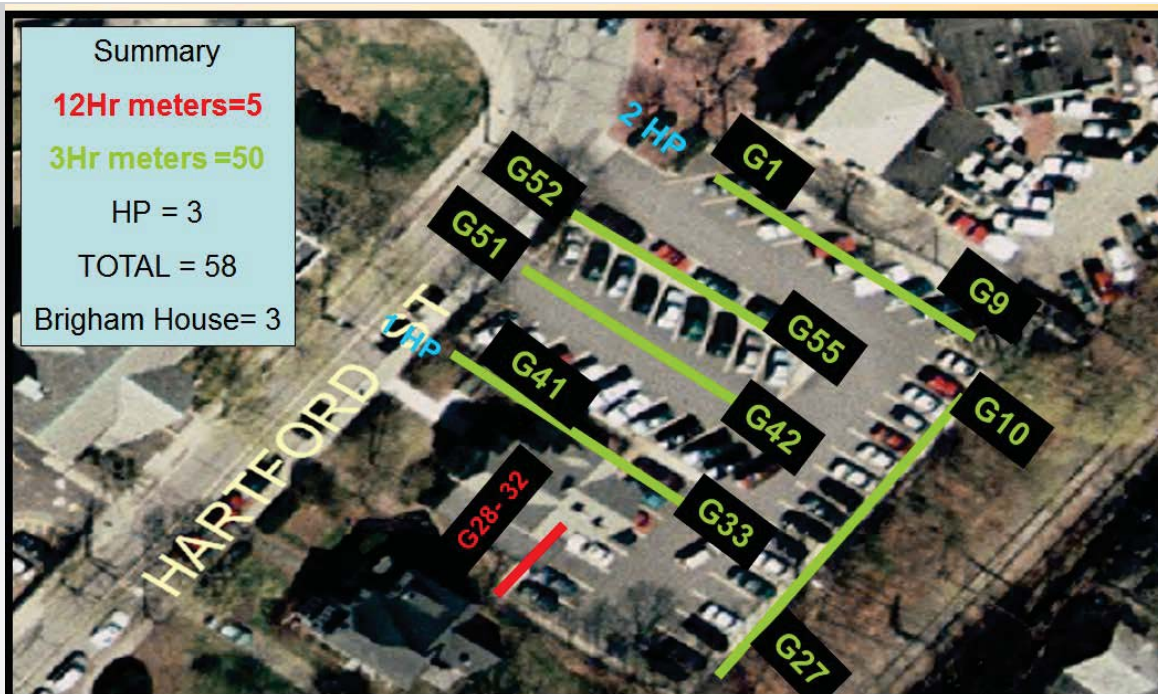 Summary
12Hr meters=5
3Hr meters =50
HP = 3
TOTAL = 58
Brigham House= 3
2 HP
G1
G52
G51
G9
G55
1 HP
G41
G42
G10
HARTFORD ST
G28- 32
G33
G27